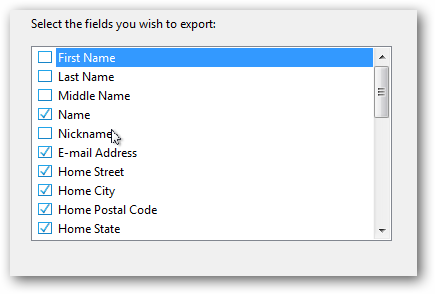 Select the fields you wish to export:
First Name
Last Name
Middle Name
Name
Nickname
E-mail Address
Home Street
Home City
Home Postal Code
Home State